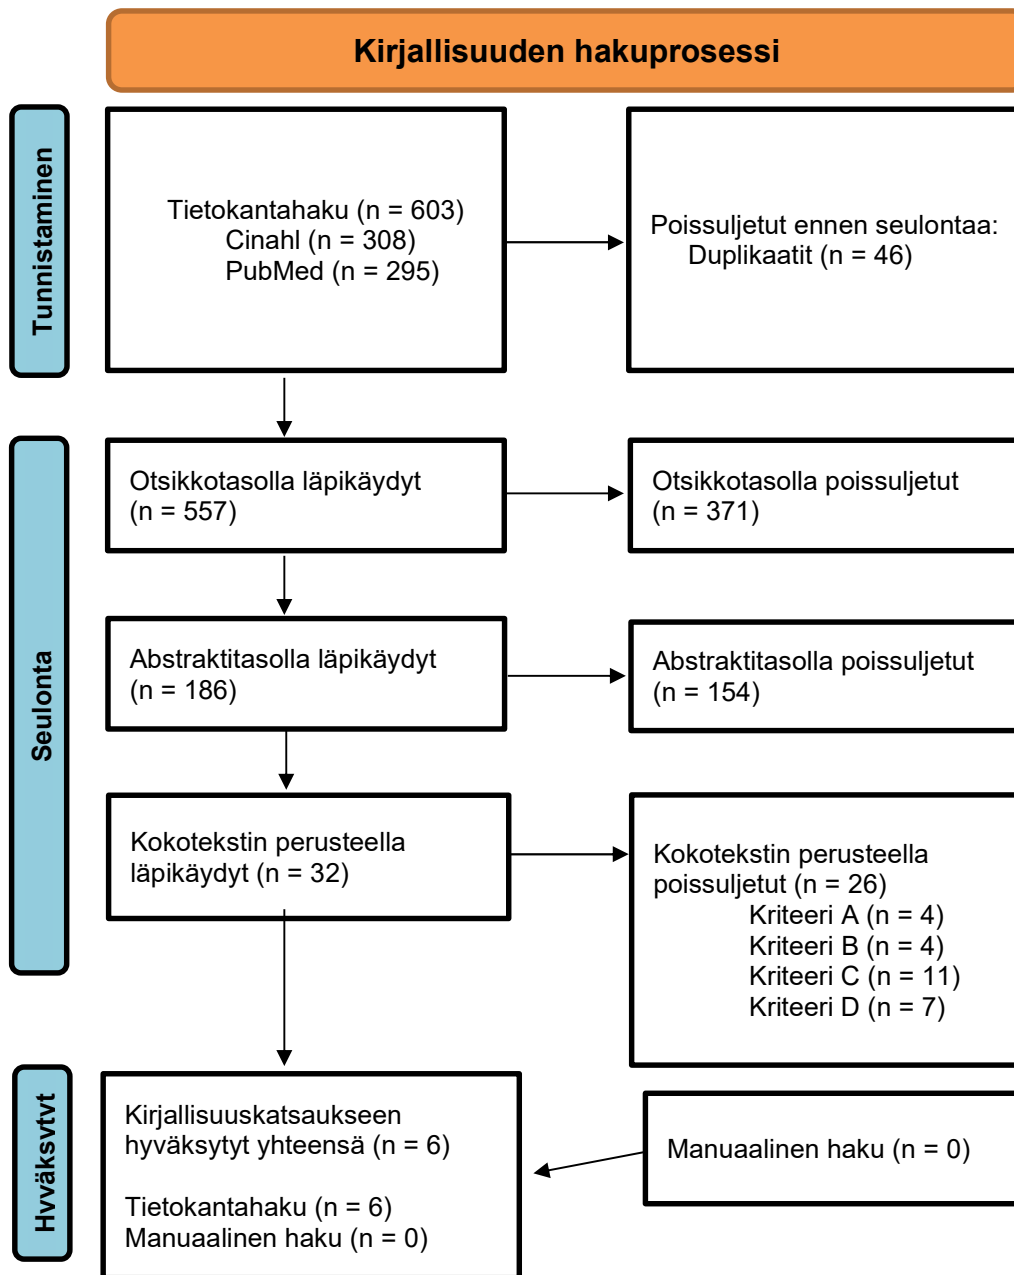 Kirjallisuuden hakuprosessi
Tunnistaminen
Tietokantahaku (n = 603)
Cinahl (n = 308)
PubMed (n = 295)
Poissuljetut ennen seulontaa:
Duplikaatit (n = 46)
Seulonta
Otsikkotasolla läpikäydyt
(n = 557)
Otsikkotasolla poissuljetut
(n = 371)
Abstraktitasolla läpikäydyt
(n = 186)
Abstraktitasolla poissuljetut
(n = 154)
Kokotekstin perusteella
läpikäydyt (n = 32)
Kokotekstin perusteella
poissuljetut (n = 26)
Kriteeri A (n = 4)
Kriteeri B (n = 4)
Kriteeri C (n = 11)
Kriteeri D (n = 7)
Hyväksytyt
Kirjallisuuskatsaukseen
hyväksytyt yhteensä (n = 6)
Tietokantahaku (n = 6)
Manuaalinen haku (n = 0)
Manuaalinen haku (n = 0)